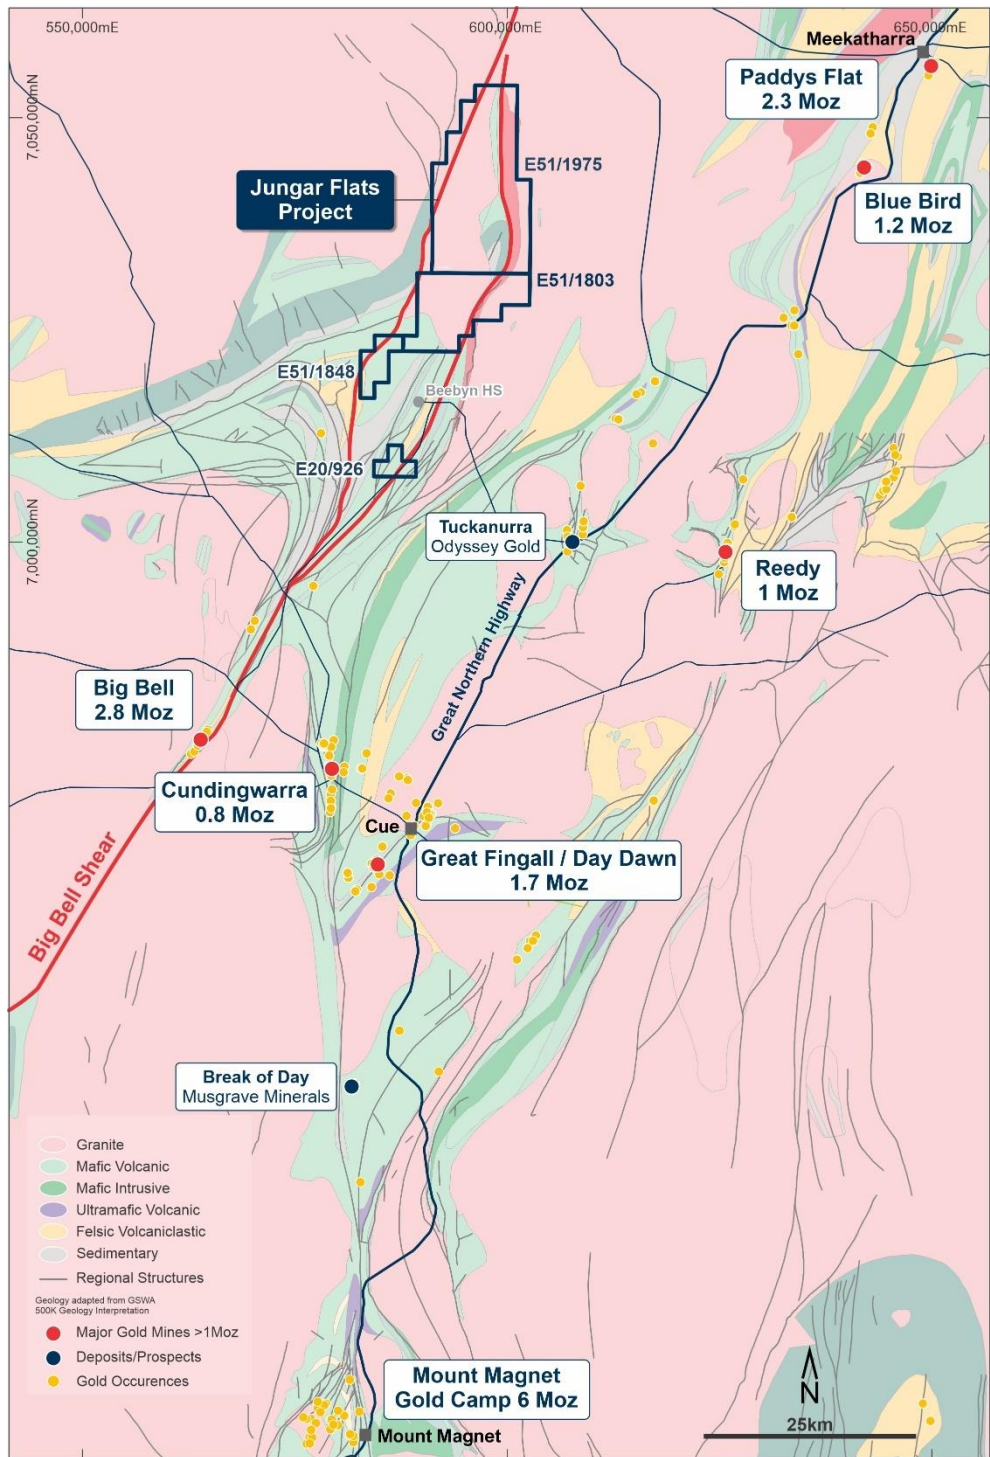 550,000mE
600,000mE
650,000mE
Meekatharra
Paddys Flat
2.3 Moz
7,050,000mN
E51/1975
Jungar Flats
Project
Blue Bird
1.2 Moz
E51/1803
E51/1848
Beebyn HS
E20/926
Tuckanurra
Odyssey Gold
7,000,000mN
Reedy
1 Moz
Great Northern Highway
Big Bell
2.8 Moz
Cundingwarra
0.8 Moz
Cue
Great Fingall / Day Dawn
1.7 Moz
Big Bell Shear
Break of Day
Musgrave Minerals
Granite
Mafic Volcanic
Mafic Intrusive
Ultramafic Volcanic
Felsic Volcaniclastic
Sedimentary
Regional Structures
Geology adapted from GSWA
500K Geology Interpretation
Major Gold Mines >1Moz
Deposits/Prospects
Gold Occurences
Mount Magnet
Gold Camp 6 Moz
N
25km
Mount Magnet